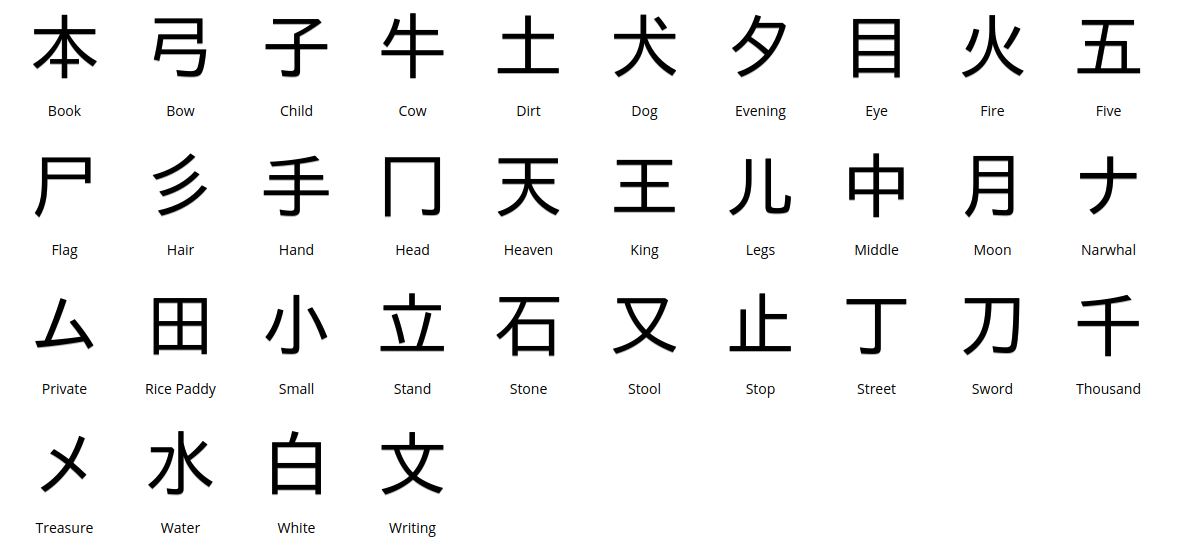 本 弓 子 牛 土 犬 夕 目 火 五
Book Bow Child Cow Dirt Dog Evening Eye Fire Five
尸 彡 手 冂 天 王 儿 中 月 ナ
Flag Hair Hand Head Heaven King Legs Middle Moon Narwhal
ム 田 小 立 石 又 止 丁 刀 千
Private Rice Paddy Small Stand Stone Stool Stop Street Sword Thousand
メ 水 白 文
Treasure Water White Writing